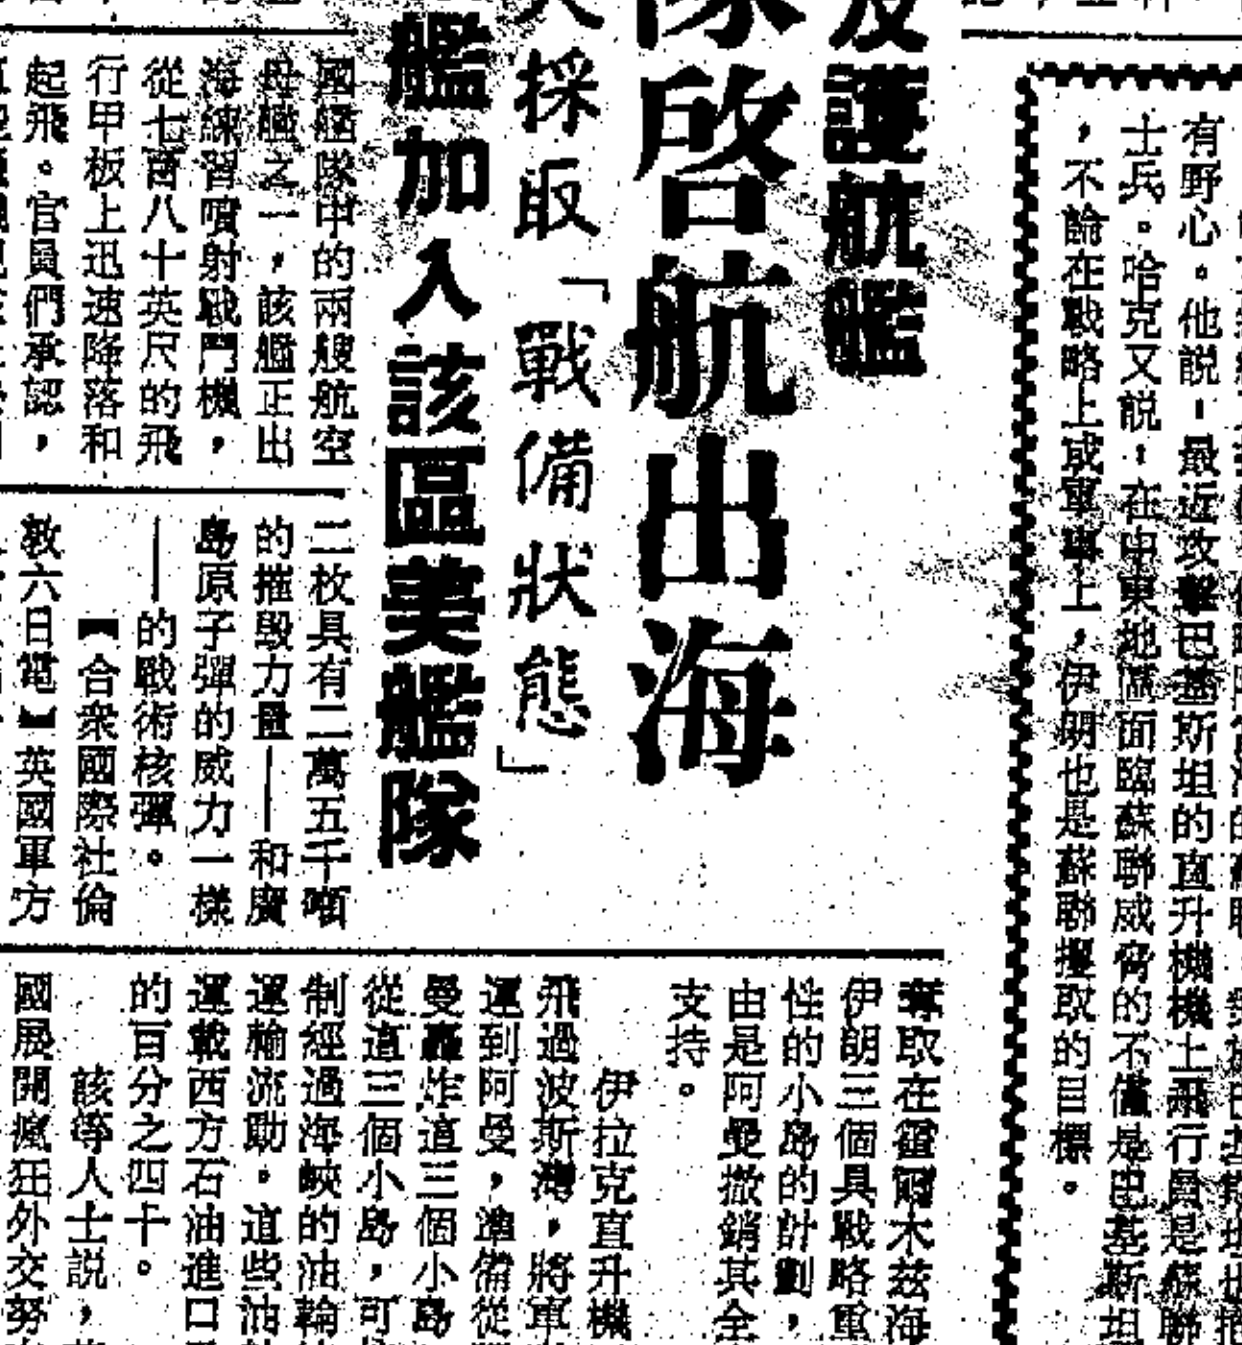 有野心。他說，最近攻擊巴基斯坦的直升機機上飛行員是蘇聯
士兵。哈克又說，在中東地區面臨蘇聯威脅的不僅是巴基斯坦
，不論在戰略上或軍事上，伊朗也是蘇聯攫取的目標。
及護航艦
隊啓航出海
採取「戰備狀態」
艦加入該區美艦隊
國艦隊中的兩艘航空
母艦之一，該艦正出
海練習噴射戰鬥機，
從七百八十英尺的飛
行甲板上迅速降落和
起飛。官員們承認，
二枚具有二萬五千噸
的摧毀力量——和廣
島原子彈的威力一樣
——的戰術核彈。
【合衆國際社倫
敦六日電】英國軍方
奪取在霍爾木茲海
伊朗三個具戰略重
性的小島的計劃，
由是阿曼撤銷其全
支持。
伊拉克直升機
飛過波斯灣，將軍
運到阿曼，準備從
曼轟炸這三個小島
從這三個小島，可
制經過海峽的油輪
運輸流動。這些油
運載西方石油進口
的百分之四十。
該等人士說，
國展開瘋狂外交努